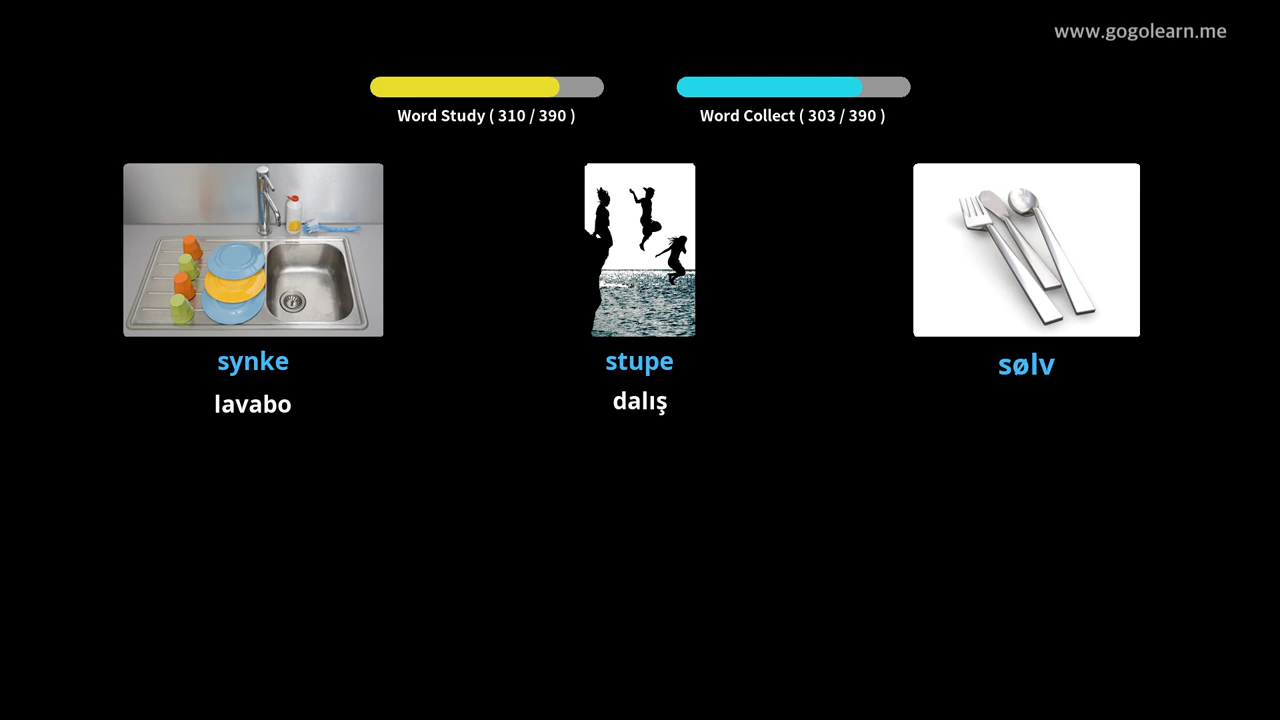 www.gogolearn.me
Word Study ( 310 / 390 )
Word Collect ( 303 / 390 )
synke
lavabo
stupe
dalış
sølv